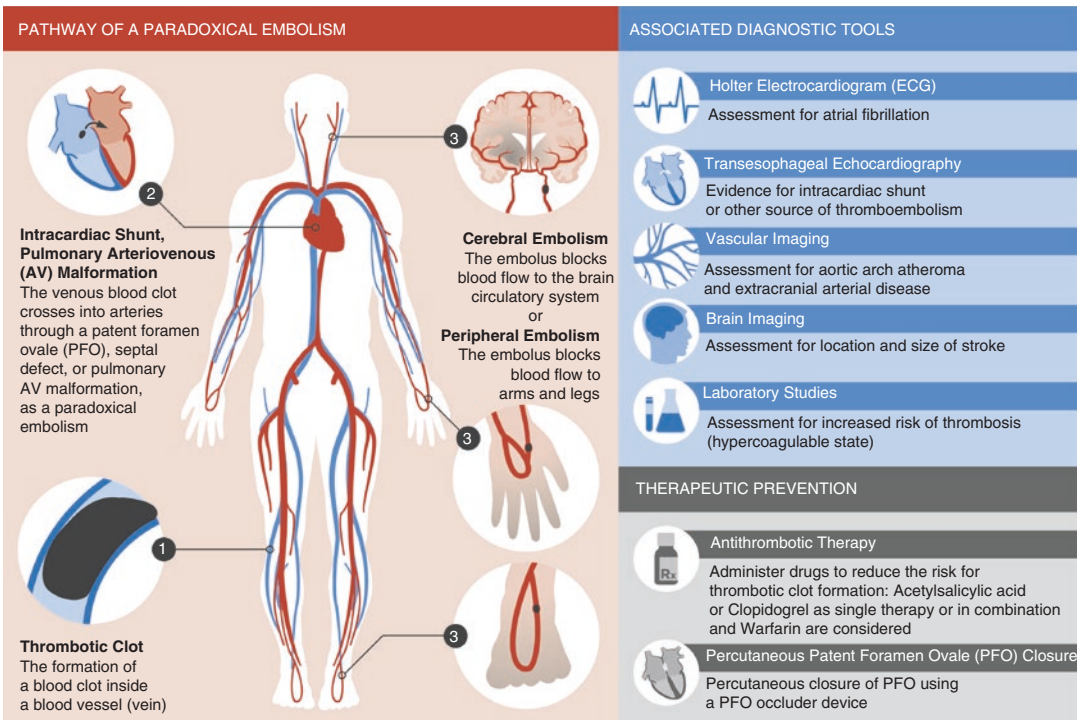 PATHWAY OF A PARADOXICAL EMBOLISM
2
Intracardiac Shunt,
Pulmonary Arteriovenous
(AV) Malformation
The venous blood clot
crosses into arteries
through a patent foramen
ovale (PFO), septal
defect, or pulmonary
AV malformation,
as a paradoxical
embolism
1
Thrombotic Clot
The formation of
a blood clot inside
a blood vessel (vein)
3
Cerebral Embolism
The embolus blocks
blood flow to the brain
circulatory system
or
Peripheral Embolism
The embolus blocks
blood flow to
arms and legs
3
3
ASSOCIATED DIAGNOSTIC TOOLS
Holter Electrocardiogram (ECG)
Assessment for atrial fibrillation
Transesophageal Echocardiography
Evidence for intracardiac shunt
or other source of thromboembolism
Vascular Imaging
Assessment for aortic arch atheroma
and extracranial arterial disease
Brain Imaging
Assessment for location and size of stroke
Laboratory Studies
Assessment for increased risk of thrombosis
(hypercoagulable state)
THERAPEUTIC PREVENTION
Rx
Antithrombotic Therapy
Administer drugs to reduce the risk for
thrombotic clot formation: Acetylsalicylic acid
or Clopidogrel as single therapy or in combination
and Warfarin are considered
Percutaneous Patent Foramen Ovale (PFO) Closure
Percutaneous closure of PFO using
a PFO occluder device